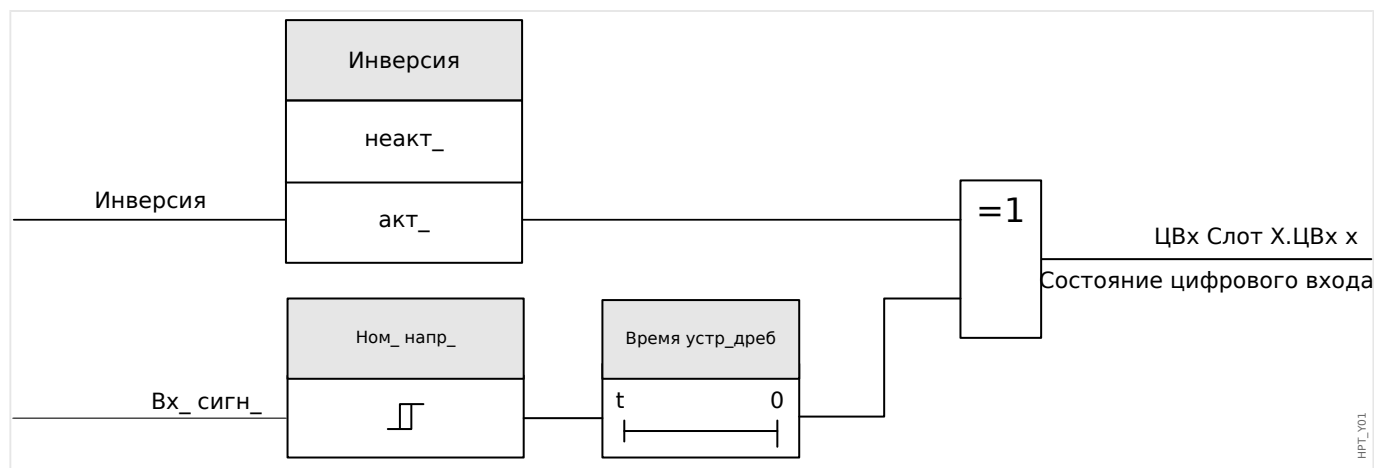 Инверсия
неакт_
Инверсия
акт_
=1
ЦВх Слот X.ЦВх x
Состояние цифрового входа
Ном_ напр_
Время устр_дреб
Вх_ сигн_
t 0
HPT_Y01